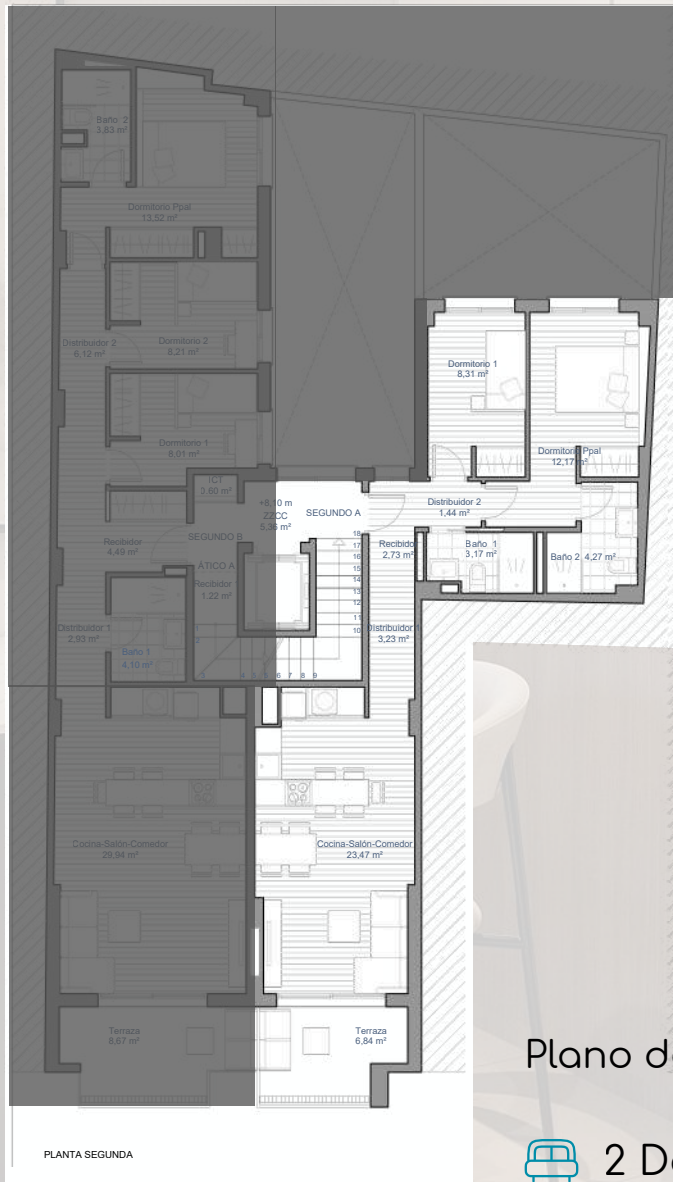 Baño 2
3,83 m²
Dormitorio Ppal
13.52 m²
Distribuidor 2
6,12 m²
Dormitorio 2
8,21 m²
Dormitorio 1
8,31 m²
Dormitorio 1
8,01 m²
Dormitorio Ppal
12,17 m²
ICT
3.60 m²
+8,10 m
ZZCC
5,36 m²
SEGUNDO A
Distribuidor 2
1,44 m²
Recibidor
4,49 m²
SEGUNDO B
ÁTICO A
Recibidor
1.22 m²
Recibidor
2,73 m²
Baño 1
3,17 m²
Baño 2 4,27 m²
18
17
16
15
14
13
12
11
10
1
2
3
4
5
6
7
8
9
Distribuidor 1
2,93 m²
Baño 1
4,10 m²
Distribuidor
3,23 m²
Cocina-Salón-Comedor
29,94 m²
Cocina-Salón-Comedor
23,47 m²
Terraza
8,67 m²
Terraza
6,84 m²
PLANTA SEGUNDA
Plano d
2 D